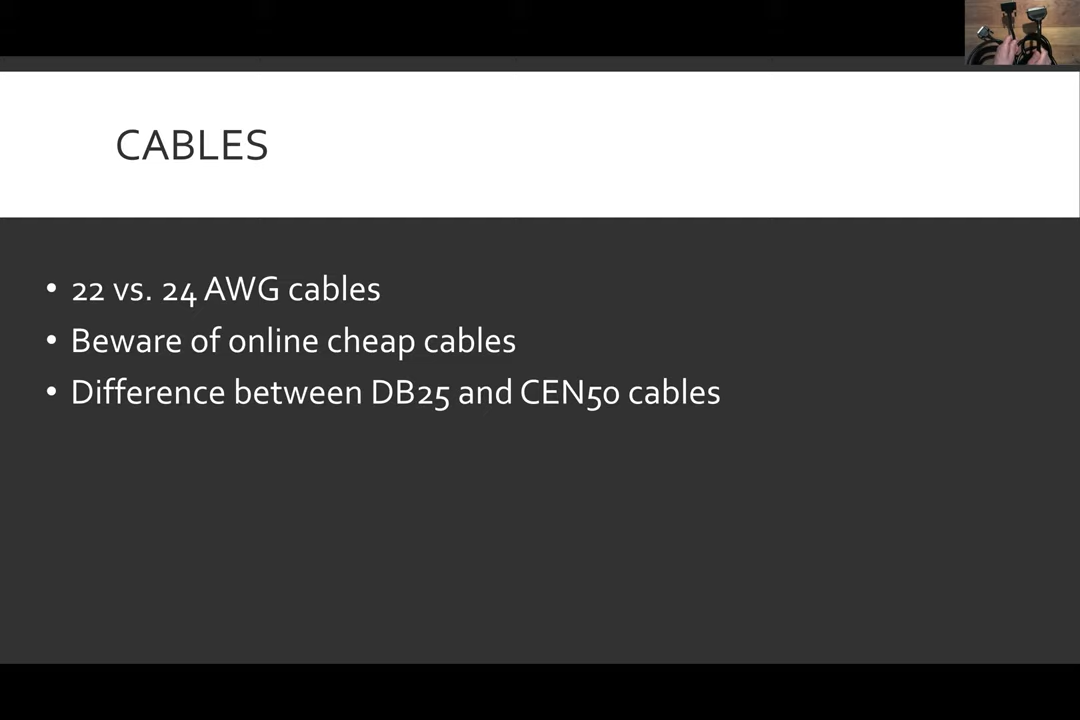 CABLES
• 22 vs. 24 AWG cables
• Beware of online cheap cables
• Difference between DB25 and CEN50 cables